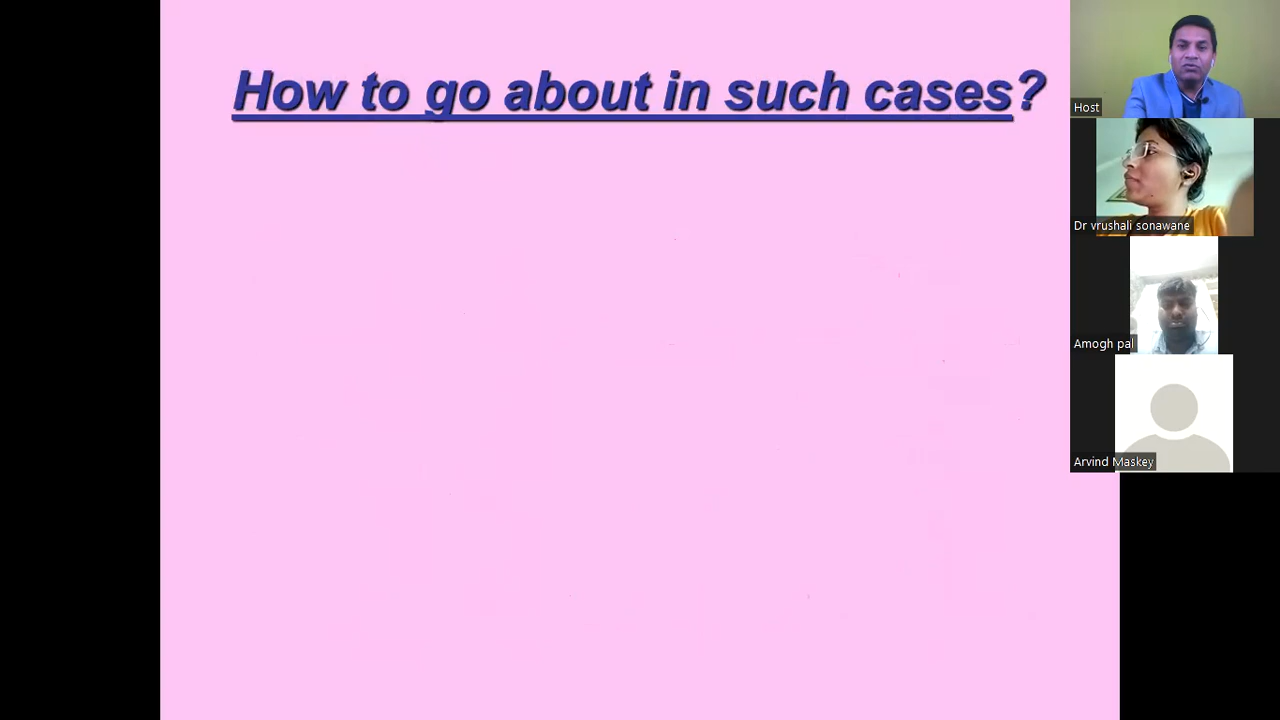 How to go about in such cases?
Host
Dr vrushali sonawane
Amogh pal
Arvind Maskey